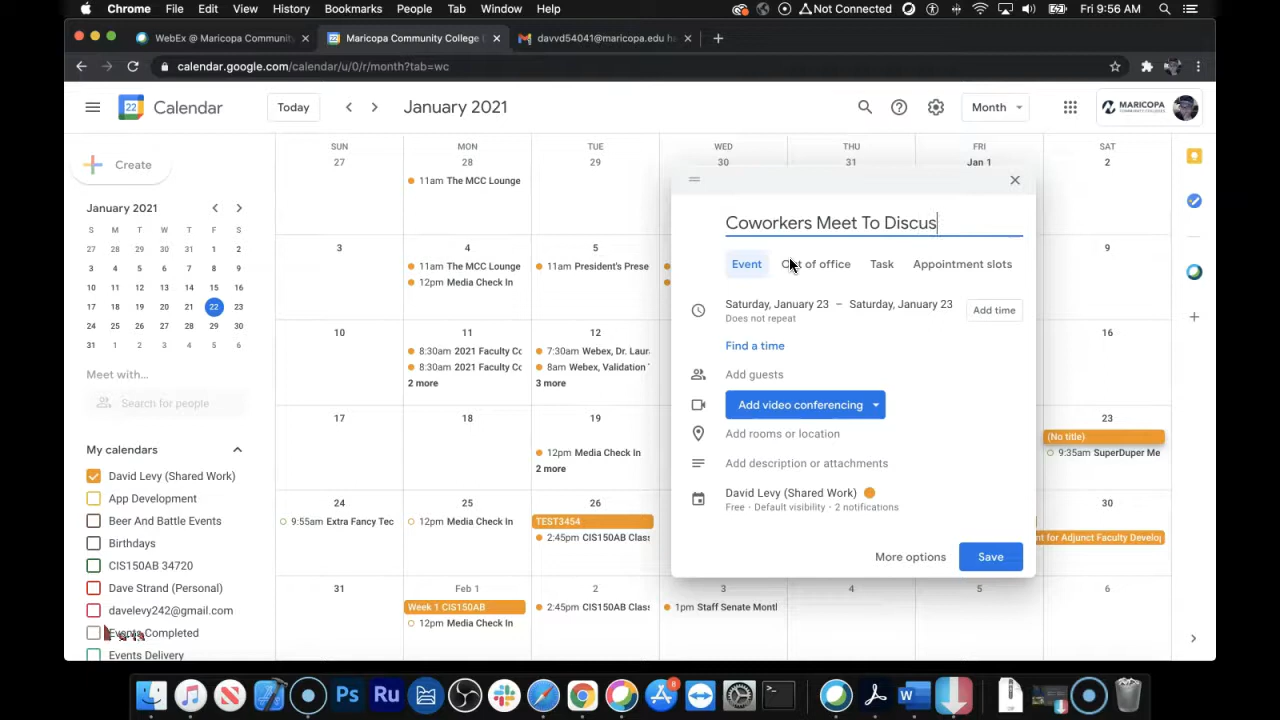 Chrome File Edit View History Bookmarks People Tab Window Help Not Connected Fri 9:56 AM
WebEx @ Maricopa Communit
Maricopa Community College
davvd54041@maricopa.edu
calendar.google.com/calendar/u/0/r/month?tab=wc
22 Calendar Today January 2021 Month MARICOPA
Create
January 2021
S M T W T F S
27 28 29 30 31 1 2
3 4 5 6 7 8 9
10 11 12 13 14 15 16
17 18 19 20 21 22 23
24 25 26 27 28 29 30
31 1 2 3 4 5 6
Meet with...
Search for people
My calendars
David Levy (Shared Work)
App Development
Beer And Battle Events
Birthdays
CIS150AB 34720
Dave Strand (Personal)
davelevy242@gmail.com
Events Completed
Events Delivery
SUN MON TUE WED THU FRI SAT
27 28 29 30 31 Jan 1 2
11am The MCC Lounge
3 4 5 9
11am The MCC Lounge
12pm Media Check In
11am President's Prese
10 11 12 16
8:30am 2021 Faculty Cc
8:30am 2021 Faculty Cc
2 more
7:30am Webex, Dr. Laur
8am Webex, Validation
3 more
17 18 19 23
12pm Media Check In
2 more
(No title)
9:35am SuperDuper Me
24 25 26 30
9:55am Extra Fancy Tec
12pm Media Check In
TEST3454
2:45pm CIS150AB Class
nt for Adjunct Faculty Develop
31 Feb 1 2 3 4 5 6
Week 1 CIS150AB
12pm Media Check In
2:45pm CIS150AB Class
1pm Staff Senate Montl
Coworkers Meet To Discus
Event Out of office Task Appointment slots
Saturday, January 23 – Saturday, January 23 Add time
Does not repeat
Find a time
Add guests
Add video conferencing
Add rooms or location
Add description or attachments
David Levy (Shared Work)
Free · Default visibility · 2 notifications
More options Save
Ps Ru 8 W